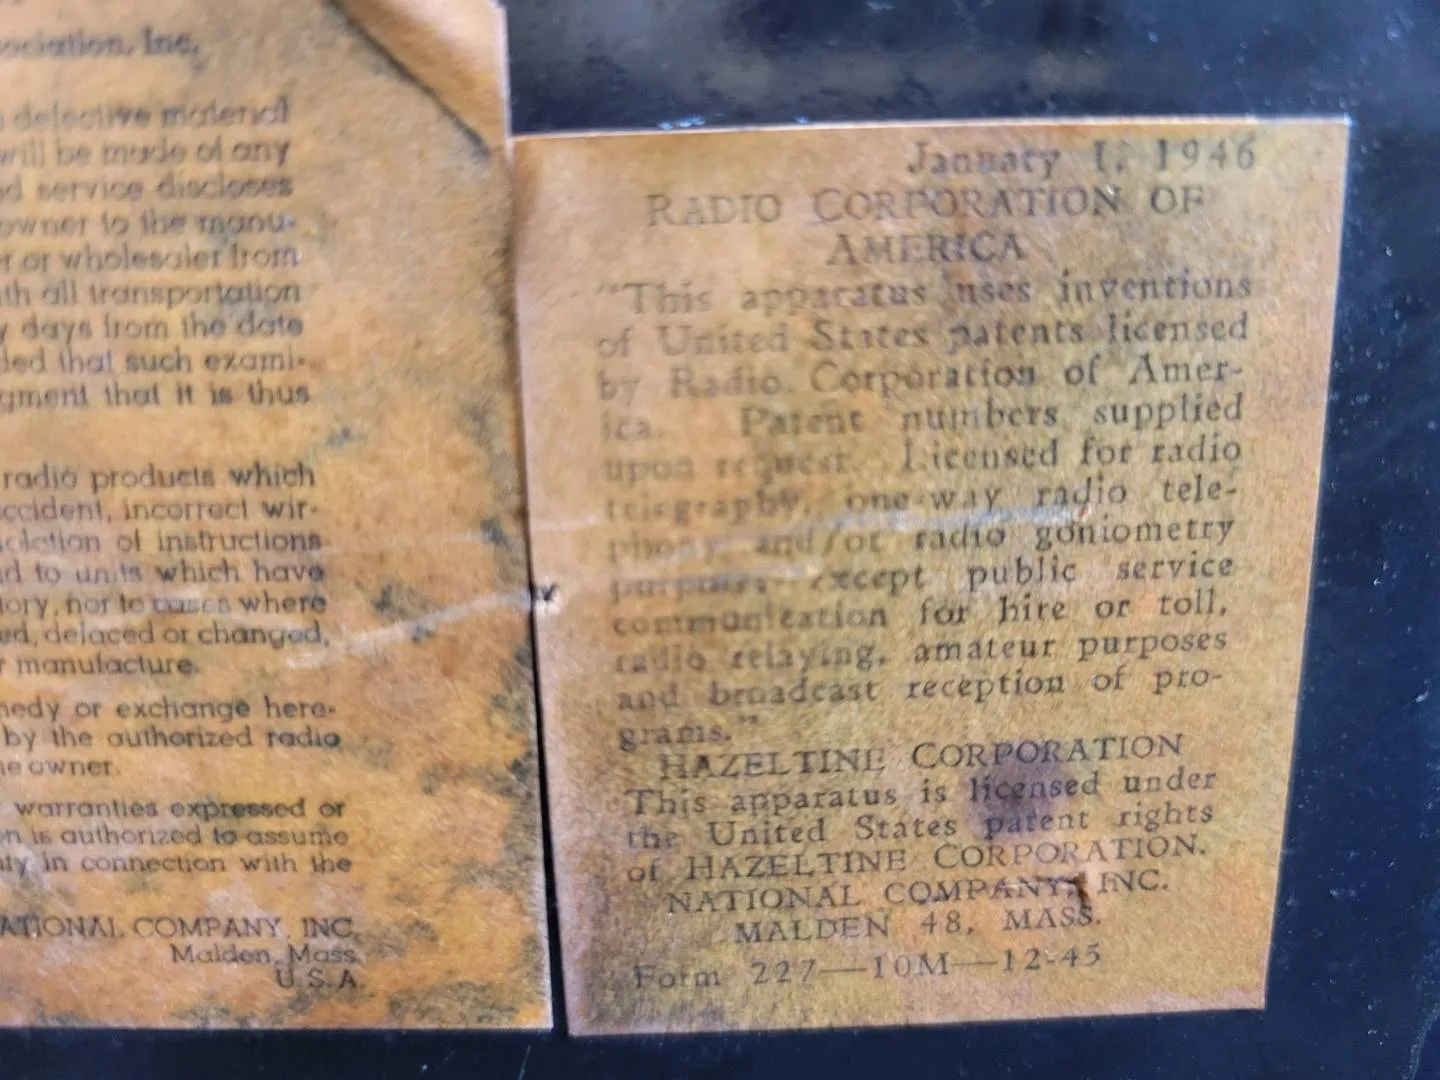 ociation, Inc.
defective material
will be made of any
d service discloses
owner to the manu-
r or wholesaler from
th all transportation
y days from the date
ded that such exami-
gment that it is thus
radio products which
ccident, incorrect wir-
olation of instructions
d to units which have
tory, nor to cases where
ed, defaced or changed,
r manufacture.
medy or exchange here-
by the authorized radio
he owner.
warranties expressed or
on is authorized to assume
ity in connection with the
ATIONAL COMPANY, INC.
Malden, Mass.
U.S.A.
January 1, 1946
RADIO CORPORATION OF
AMERICA
"This apparatus uses inventions
of United States patents licensed
by Radio Corporation of Amer-
ica. Patent numbers supplied
upon request. Licensed for radio
telegraphy, one-way radio tele-
phony and/or radio goniometry
purposes except public service
communication for hire or toll,
radio relaying, amateur purposes
and broadcast reception of pro-
grams."
HAZELTINE CORPORATION
This apparatus is licensed under
the United States patent rights
of HAZELTINE CORPORATION.
NATIONAL COMPANY, INC.
MALDEN 48, MASS.
Form 227—10M—12-45